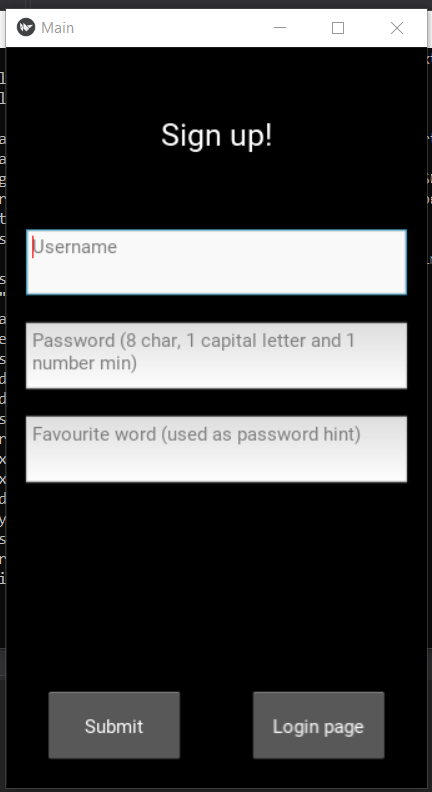 Main
Sign up!
Username
Password (8 char, 1 capital letter and 1
number min)
Favourite word (used as password hint)
Submit
Login page